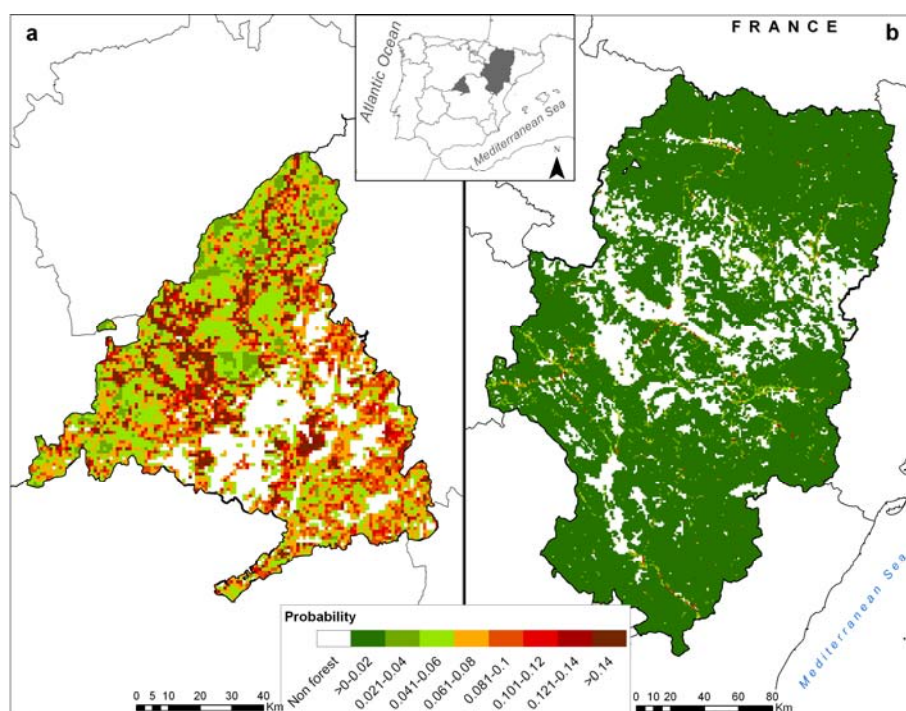 a
FRANCE
b
Atlantic Ocean
Mediterranean Sea
N
Probability
Non forest
>0-0.02
0.021-0.04
0.041-0.06
0.061-0.08
0.081-0.1
0.101-0.12
0.121-0.14
>0.14
0 5 10 20 30 40
Km
0 10 20 40 60 80
Km
Mediterranean Sea